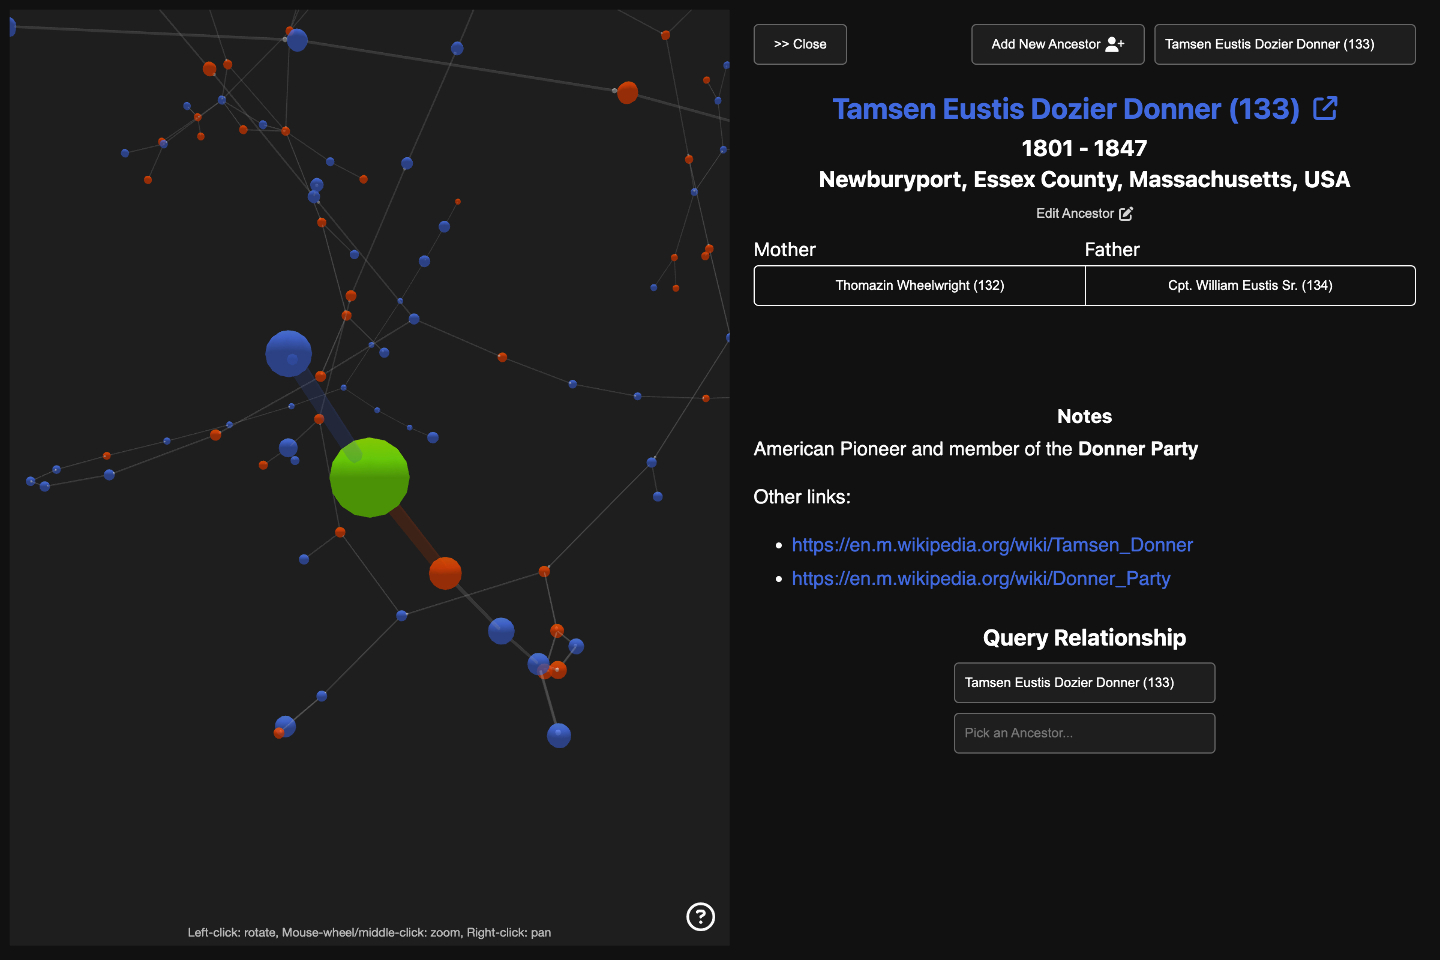 >> Close
Add New Ancestor
Tamsen Eustis Dozier Donner (133)
Tamsen Eustis Dozier Donner (133)
1801 - 1847
Newburyport, Essex County, Massachusetts, USA
Edit Ancestor
Mother
Father
Thomazin Wheelwright (132)
Cpt. William Eustis Sr. (134)
Notes
American Pioneer and member of the Donner Party
Other links:
https://en.m.wikipedia.org/wiki/Tamsen_Donner
https://en.m.wikipedia.org/wiki/Donner_Party
Query Relationship
Tamsen Eustis Dozier Donner (133)
Pick an Ancestor...
?
Left-click: rotate, Mouse-wheel/middle-click: zoom, Right-click: pan